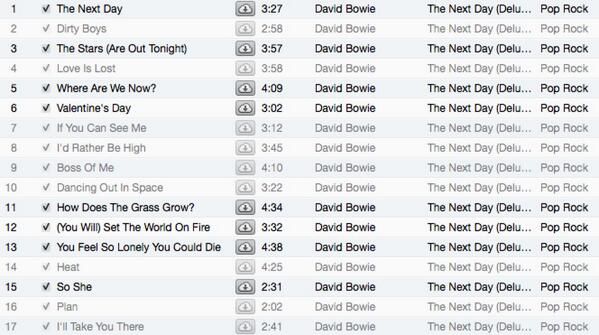 1 The Next Day 3:27 David Bowie The Next Day (Delu... Pop Rock
2 Dirty Boys 2:58 David Bowie The Next Day (Delu... Pop Rock
3 The Stars (Are Out Tonight) 3:57 David Bowie The Next Day (Delu... Pop Rock
4 Love Is Lost 3:58 David Bowie The Next Day (Delu... Pop Rock
5 Where Are We Now? 4:09 David Bowie The Next Day (Delu... Pop Rock
6 Valentine's Day 3:02 David Bowie The Next Day (Delu... Pop Rock
7 If You Can See Me 3:12 David Bowie The Next Day (Delu... Pop Rock
8 I'd Rather Be High 3:45 David Bowie The Next Day (Delu... Pop Rock
9 Boss Of Me 4:10 David Bowie The Next Day (Delu... Pop Rock
10 Dancing Out In Space 3:22 David Bowie The Next Day (Delu... Pop Rock
11 How Does The Grass Grow? 4:34 David Bowie The Next Day (Delu... Pop Rock
12 (You Will) Set The World On Fire 3:32 David Bowie The Next Day (Delu... Pop Rock
13 You Feel So Lonely You Could Die 4:38 David Bowie The Next Day (Delu... Pop Rock
14 Heat 4:25 David Bowie The Next Day (Delu... Pop Rock
15 So She 2:31 David Bowie The Next Day (Delu... Pop Rock
16 Plan 2:02 David Bowie The Next Day (Delu... Pop Rock
17 I'll Take You There 2:41 David Bowie The Next Day (Delu... Pop Rock